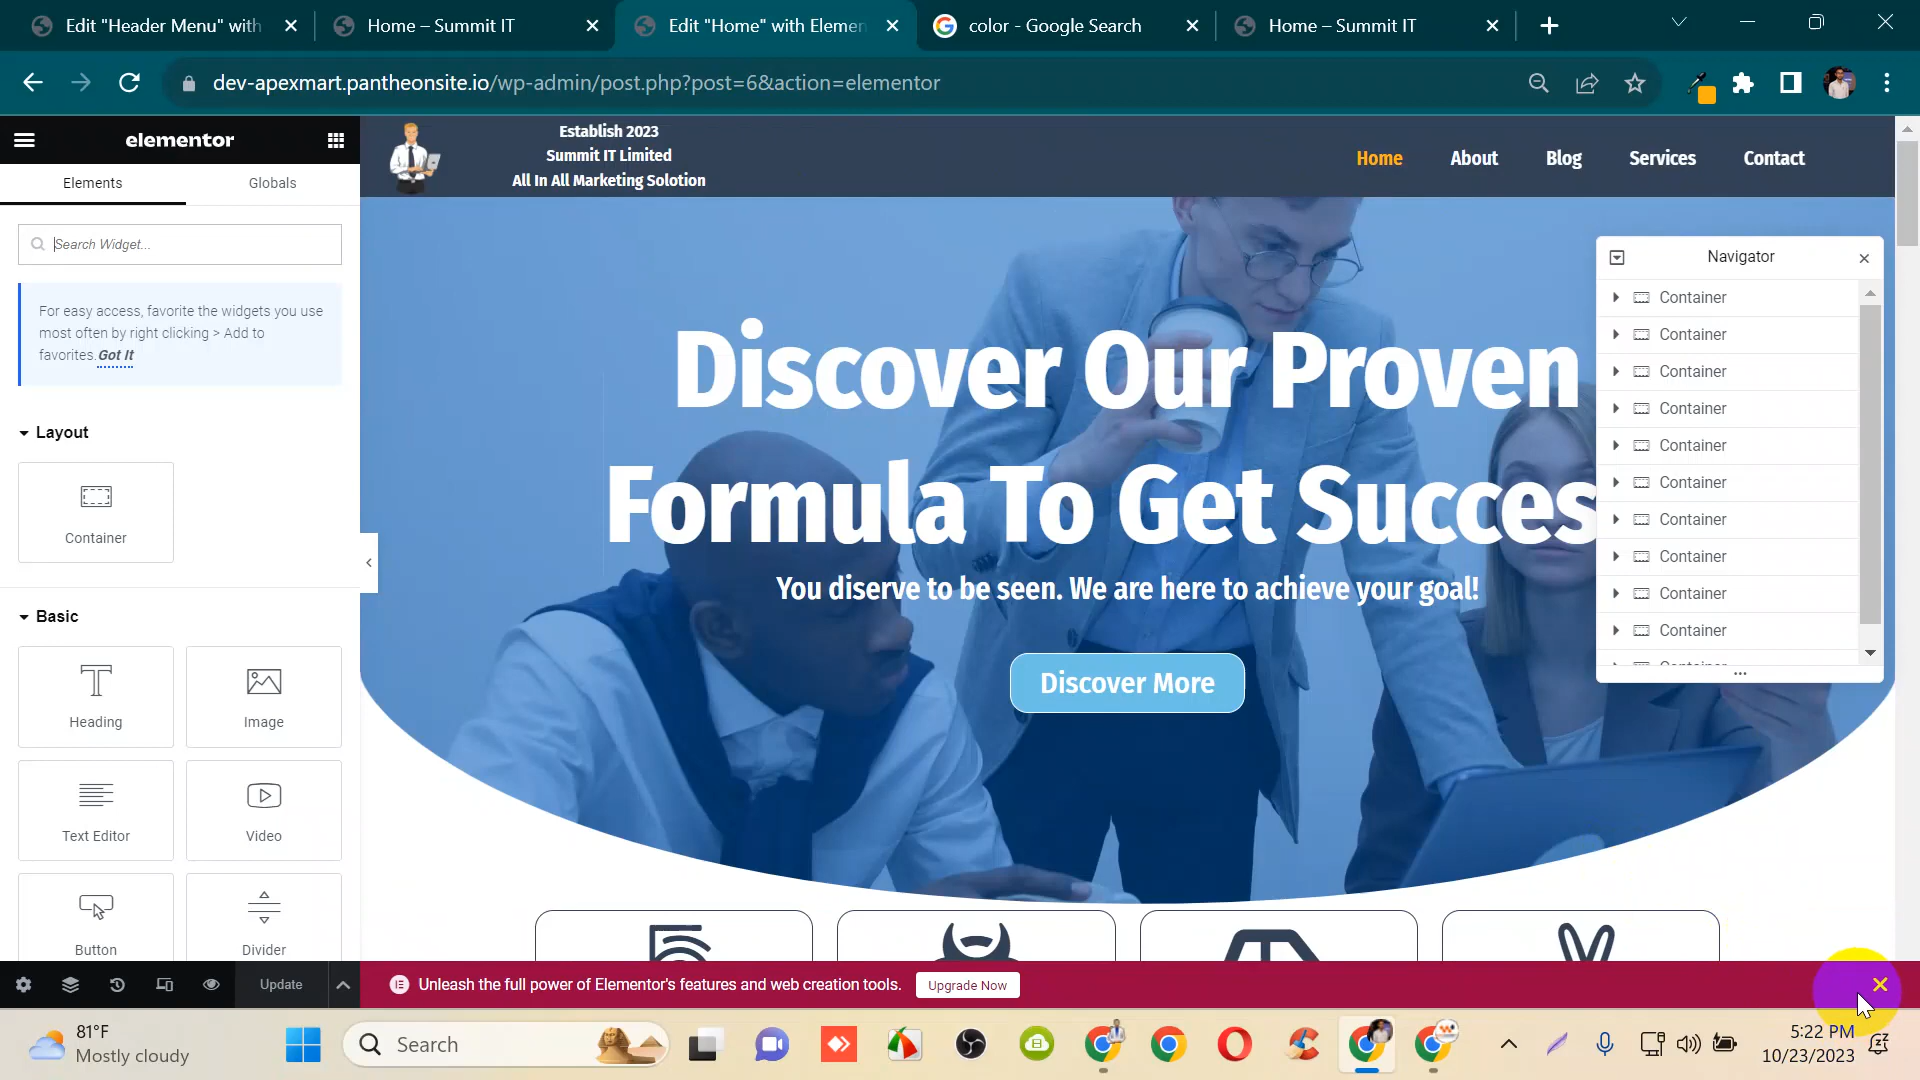 Edit "Header Menu" with
Home – Summit IT
Edit "Home" with Elemen
color - Google Search
Home – Summit IT
dev-apexmart.pantheonsite.io/wp-admin/post.php?post=6&action=elementor
elementor
Elements
Globals
Search Widget...
For easy access, favorite the widgets you use
most often by right clicking > Add to
favorites. Got It
Layout
Container
Basic
Heading
Image
Text Editor
Video
Button
Divider
Update
Establish 2023
Summit IT Limited
All In All Marketing Solotion
Home
About
Blog
Services
Contact
Discover Our Proven
Formula To Get Succes
You diserve to be seen. We are here to achieve your goal!
Discover More
Navigator
Container
Container
Container
Container
Container
Container
Container
Container
Container
Container
Container
Unleash the full power of Elementor's features and web creation tools.
Upgrade Now
81°F
Mostly cloudy
Search
5:22 PM
10/23/2023